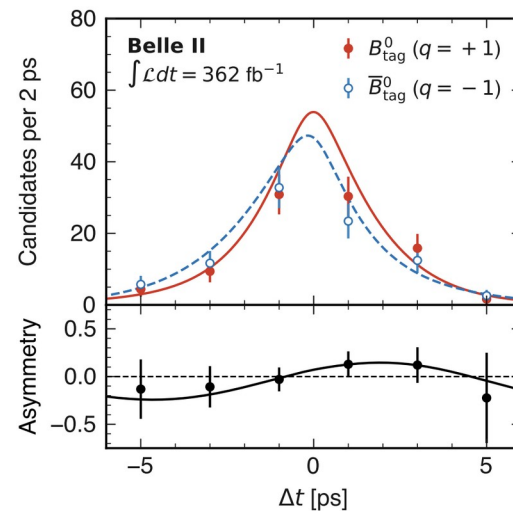 Belle II
∫ℒdt = 362 fb⁻¹
B⁰tag (q = +1)
B̅⁰tag (q = −1)
Candidates per 2 ps
80
60
40
20
0
Asymmetry
0.5
0.0
−0.5
−5 0 5
Δt [ps]